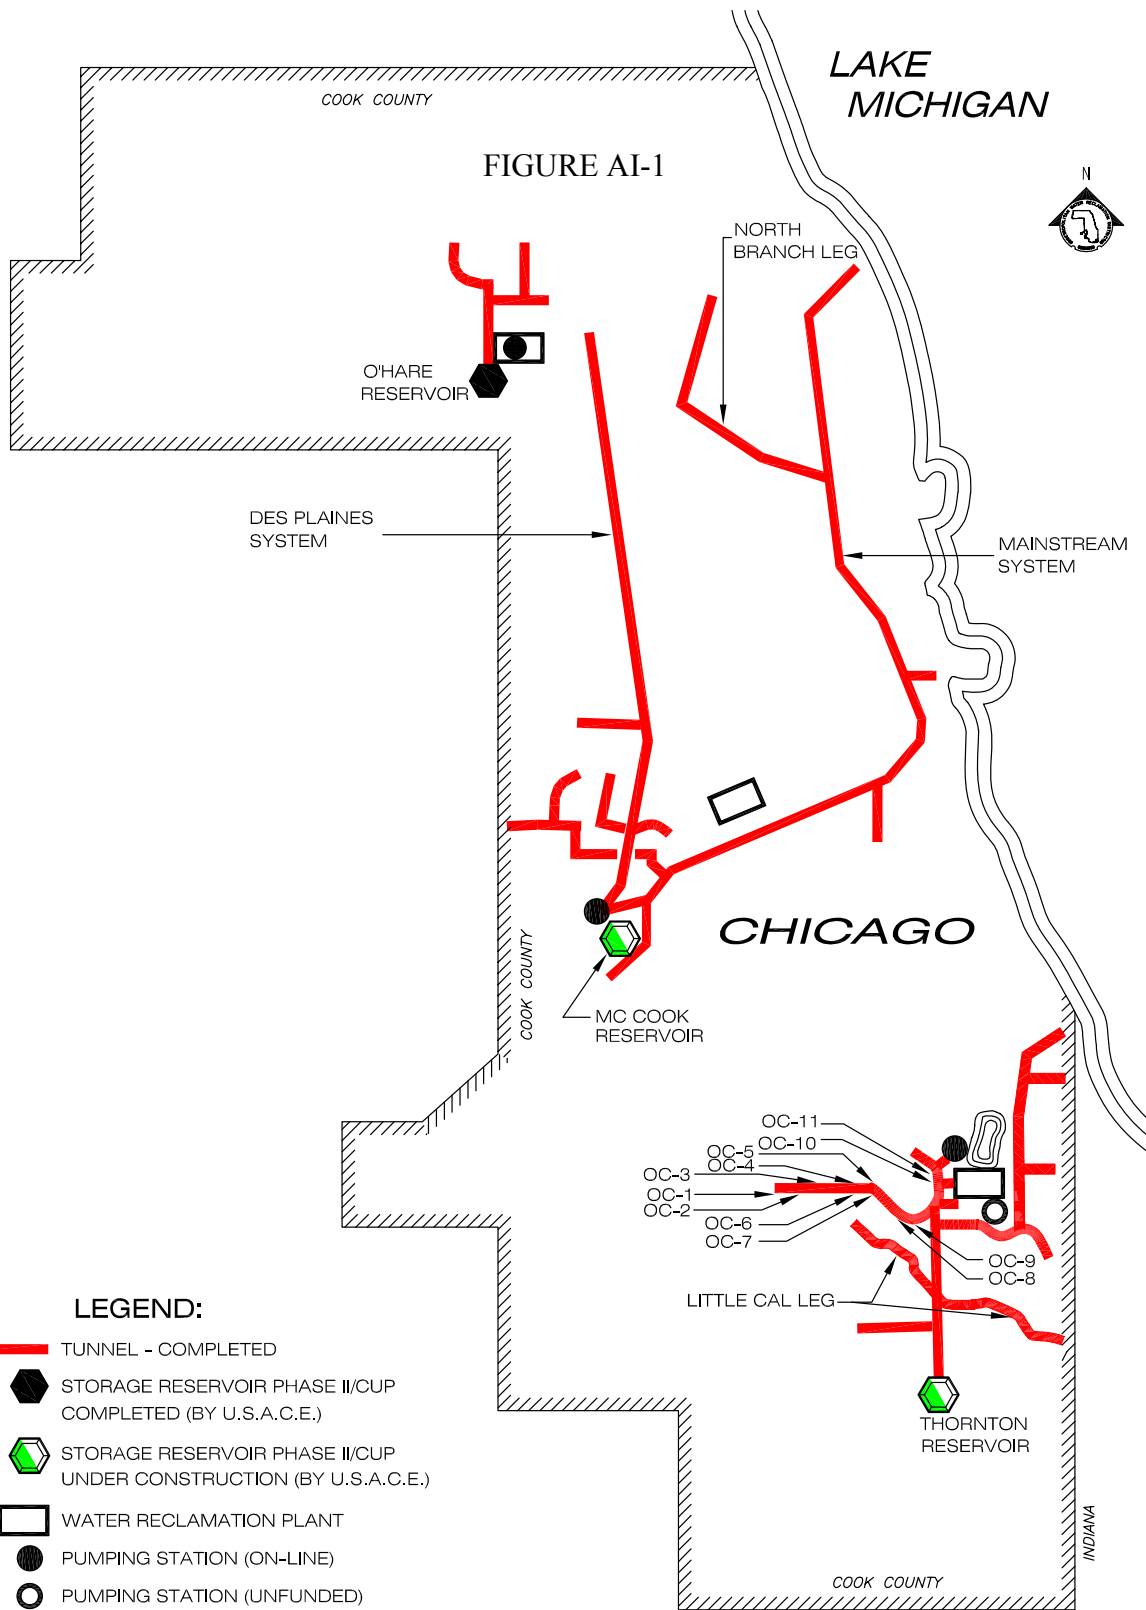 LAKE
MICHIGAN
COOK COUNTY
FIGURE AI-1
N
NORTH
BRANCH LEG
O'HARE
RESERVOIR
DES PLAINES
SYSTEM
MAINSTREAM
SYSTEM
CHICAGO
COOK COUNTY
MC COOK
RESERVOIR
OC-11
OC-10
OC-5
OC-4
OC-3
OC-1
OC-2
OC-6
OC-7
OC-9
OC-8
LITTLE CAL LEG
THORNTON
RESERVOIR
INDIANA
COOK COUNTY
LEGEND:
TUNNEL - COMPLETED
STORAGE RESERVOIR PHASE II/CUP
COMPLETED (BY U.S.A.C.E.)
STORAGE RESERVOIR PHASE II/CUP
UNDER CONSTRUCTION (BY U.S.A.C.E.)
WATER RECLAMATION PLANT
PUMPING STATION (ON-LINE)
PUMPING STATION (UNFUNDED)